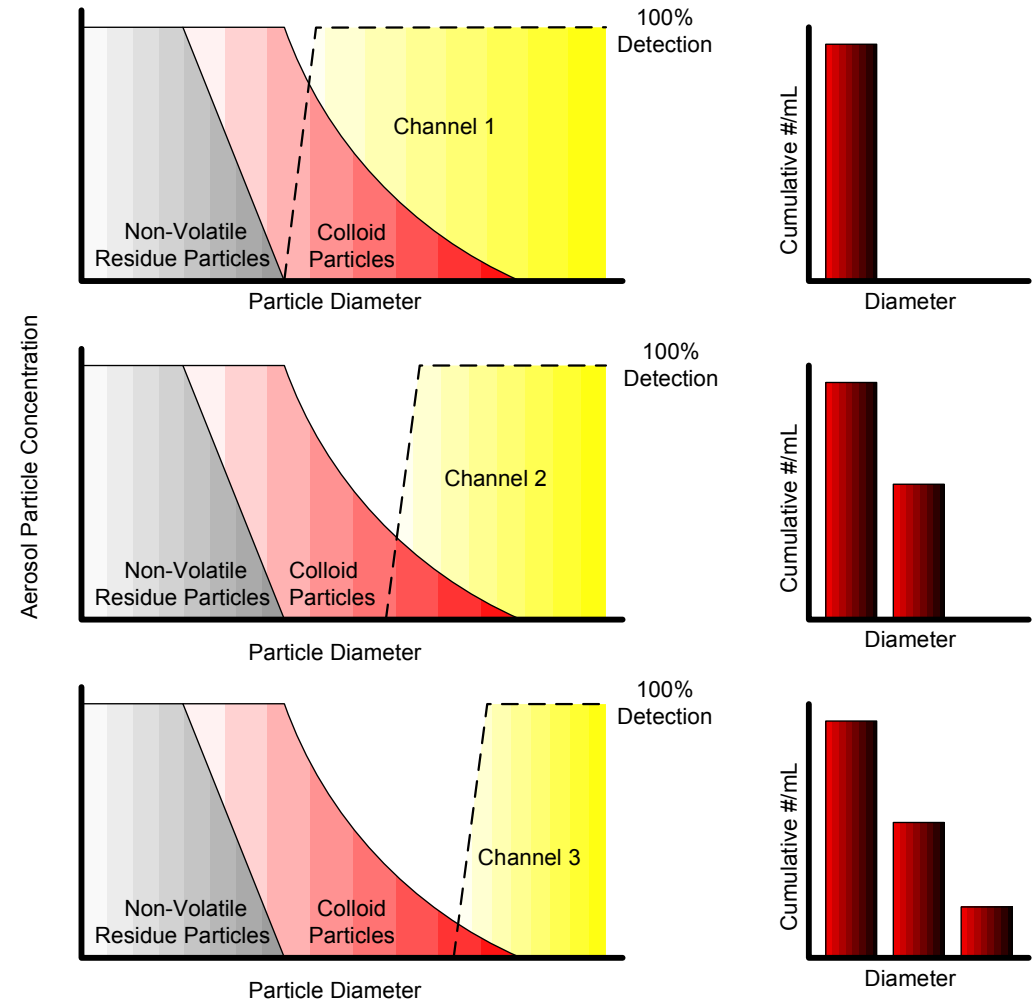 Aerosol Particle Concentration
100%
Detection
Channel 1
Non-Volatile
Residue Particles
Colloid
Particles
Particle Diameter
Cumulative #/mL
Diameter
100%
Detection
Channel 2
Non-Volatile
Residue Particles
Colloid
Particles
Particle Diameter
Cumulative #/mL
Diameter
100%
Detection
Channel 3
Non-Volatile
Residue Particles
Colloid
Particles
Particle Diameter
Cumulative #/mL
Diameter